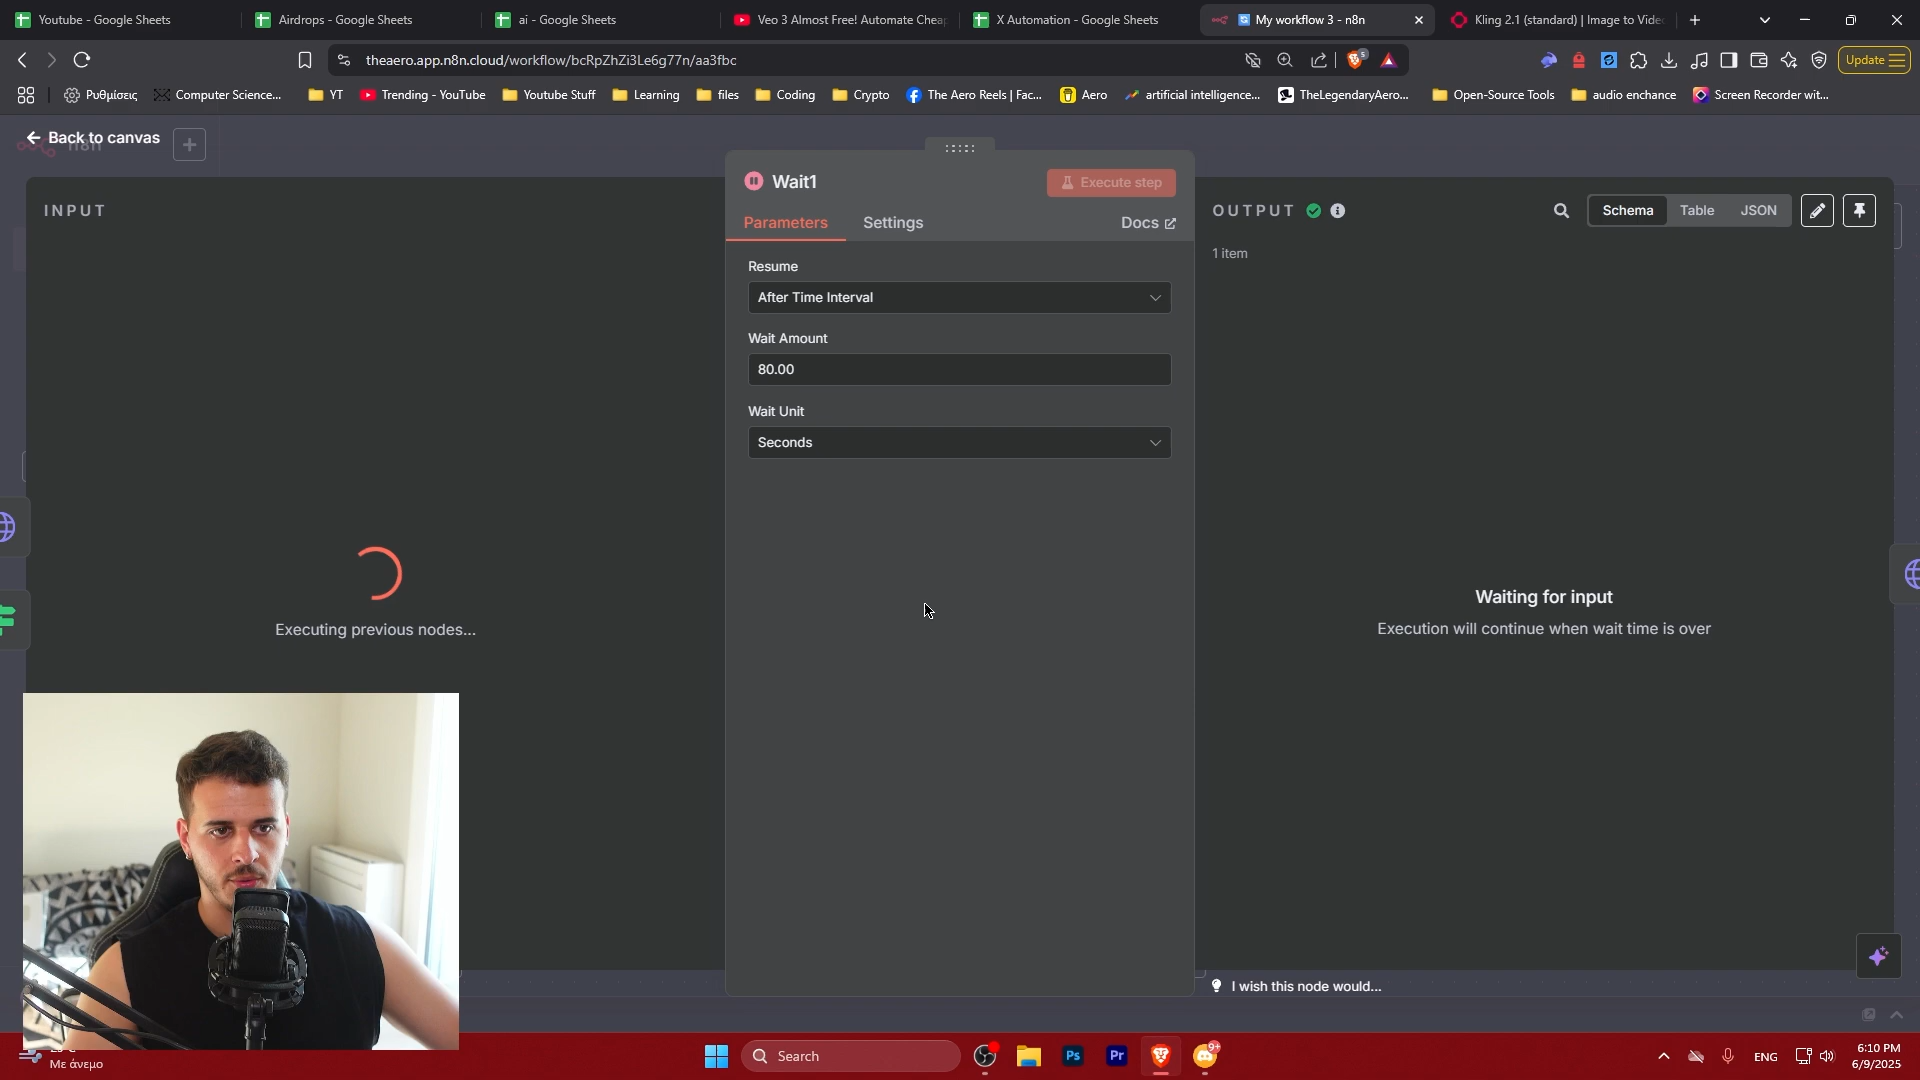 Youtube - Google Sheets
Airdrops - Google Sheets
ai - Google Sheets
Veo 3 Almost Free! Automate Cheap
X Automation - Google Sheets
My workflow 3 - n8n
Kling 2.1 (standard) | Image to Vide
theaero.app.n8n.cloud/workflow/bcRpZhZi3Le6g77n/aa3fbc
5
Update
Ρυθμίσεις
Computer Science...
YT
Trending - YouTube
Youtube Stuff
Learning
files
Coding
Crypto
The Aero Reels | Fac...
Aero
artificial intelligence...
TheLegendaryAero...
Open-Source Tools
audio enchance
Screen Recorder wit...
Back to canvas
n8n
INPUT
Executing previous nodes...
Wait1
Execute step
Parameters
Settings
Docs
Resume
After Time Interval
Wait Amount
80.00
Wait Unit
Seconds
OUTPUT
Schema
Table
JSON
1 item
Waiting for input
Execution will continue when wait time is over
I wish this node would...
Με άνεμο
Search
Ps
Pr
9+
ENG
6:10 PM
6/9/2025